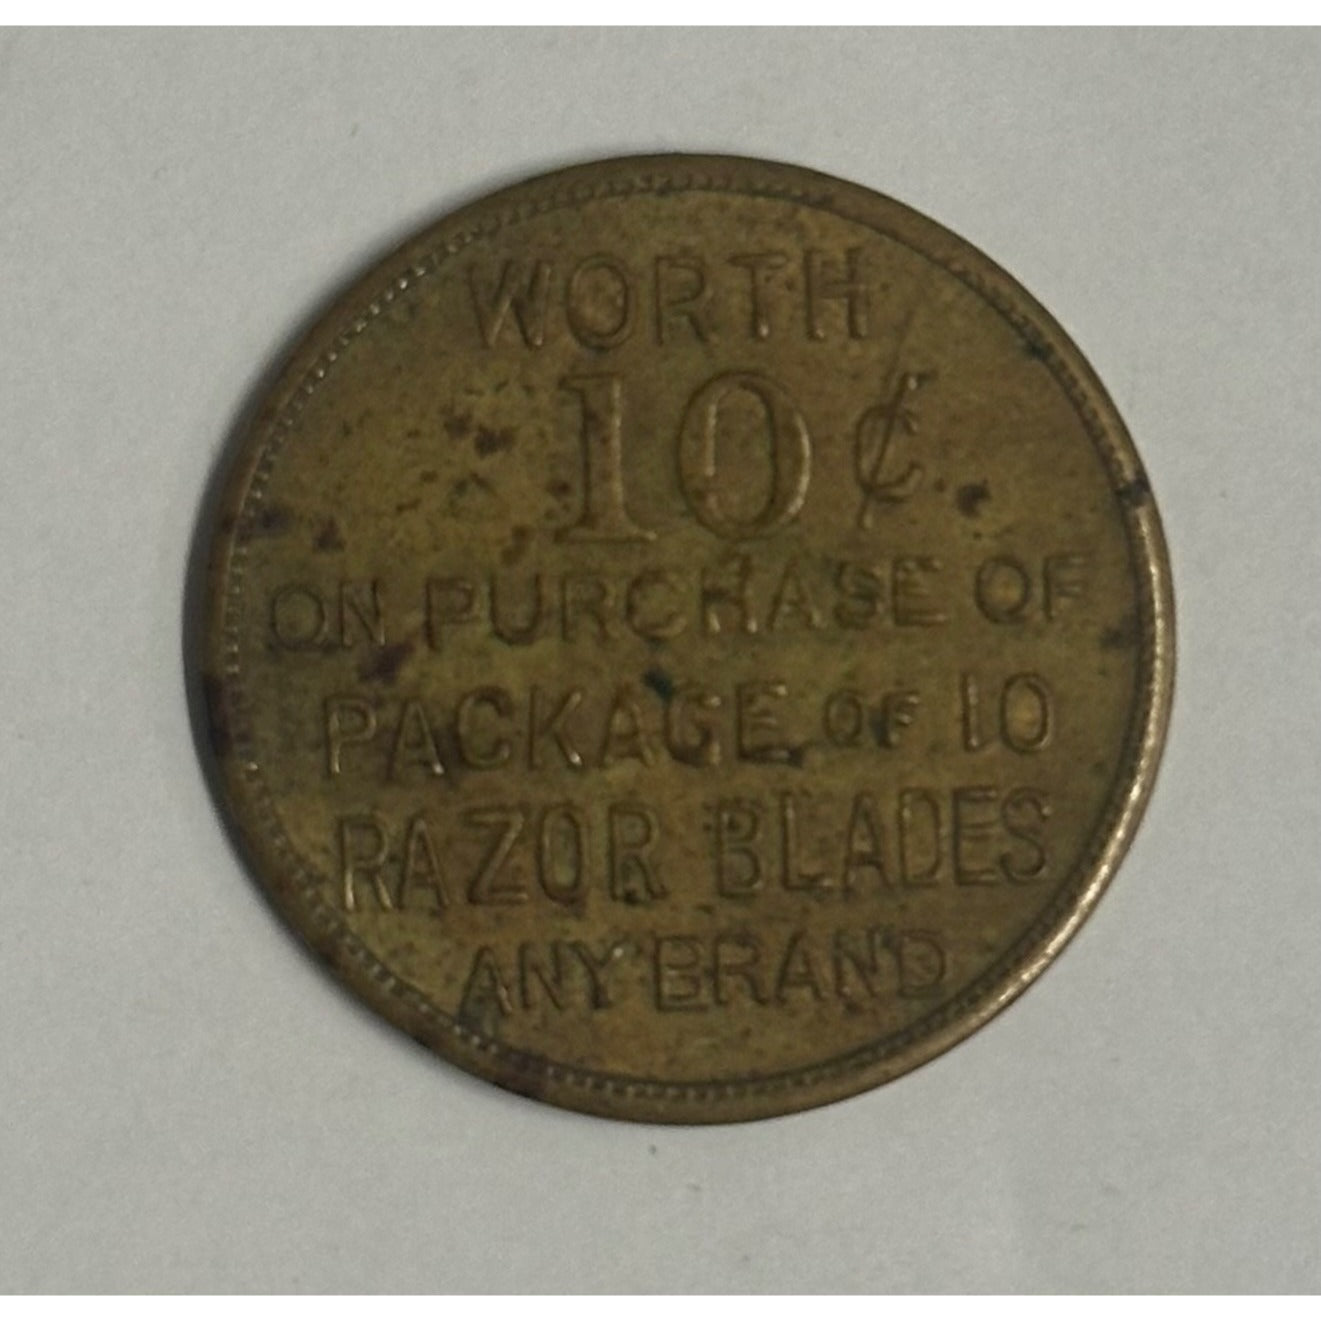 WORTH
10¢
ON PURCHASE OF
PACKAGE OF 10
RAZOR BLADES
ANY BRAND